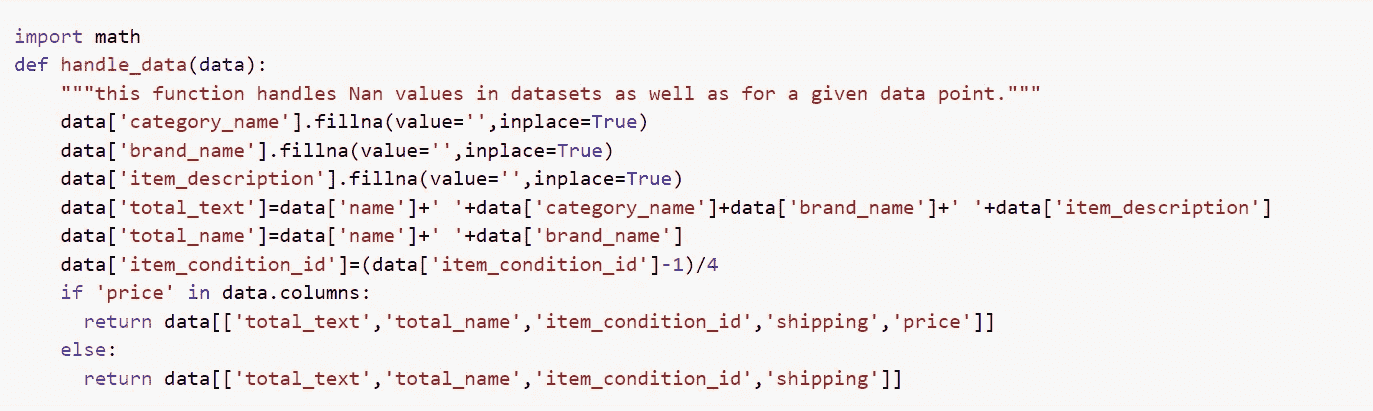 import math
def handle_data(data):
    """this function handles Nan values in datasets as well as for a given data point."""
    data['category_name'].fillna(value='',inplace=True)
    data['brand_name'].fillna(value='',inplace=True)
    data['item_description'].fillna(value='',inplace=True)
    data['total_text']=data['name']+' '+data['category_name']+data['brand_name']+' '+data['item_description']
    data['total_name']=data['name']+' '+data['brand_name']
    data['item_condition_id']=(data['item_condition_id']-1)/4
    if 'price' in data.columns:
      return data[['total_text','total_name','item_condition_id','shipping','price']]
    else:
      return data[['total_text','total_name','item_condition_id','shipping']]